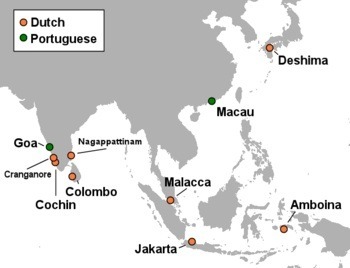 Dutch
Portuguese
Deshima
Macau
Goa
Nagappattinam
Cranganore
Colombo
Cochin
Malacca
Amboina
Jakarta